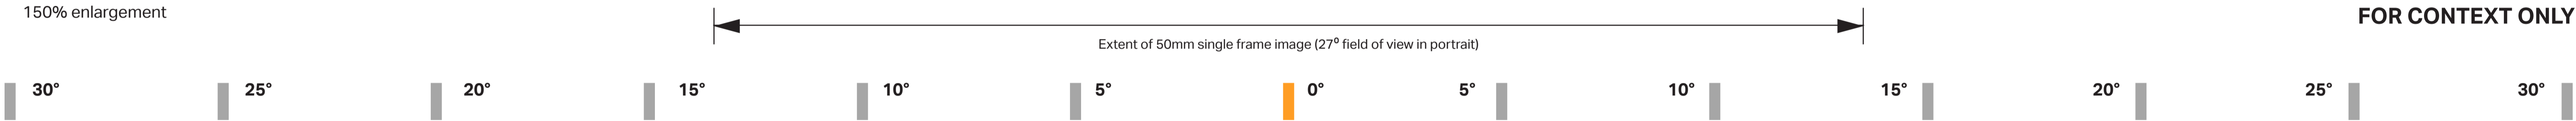 150% enlargement
FOR CONTEXT ONLY
Extent of 50mm single frame image (27° field of view in portrait)
30° 25° 20° 15° 10° 5° 0° 5° 10° 15° 20° 25° 30°